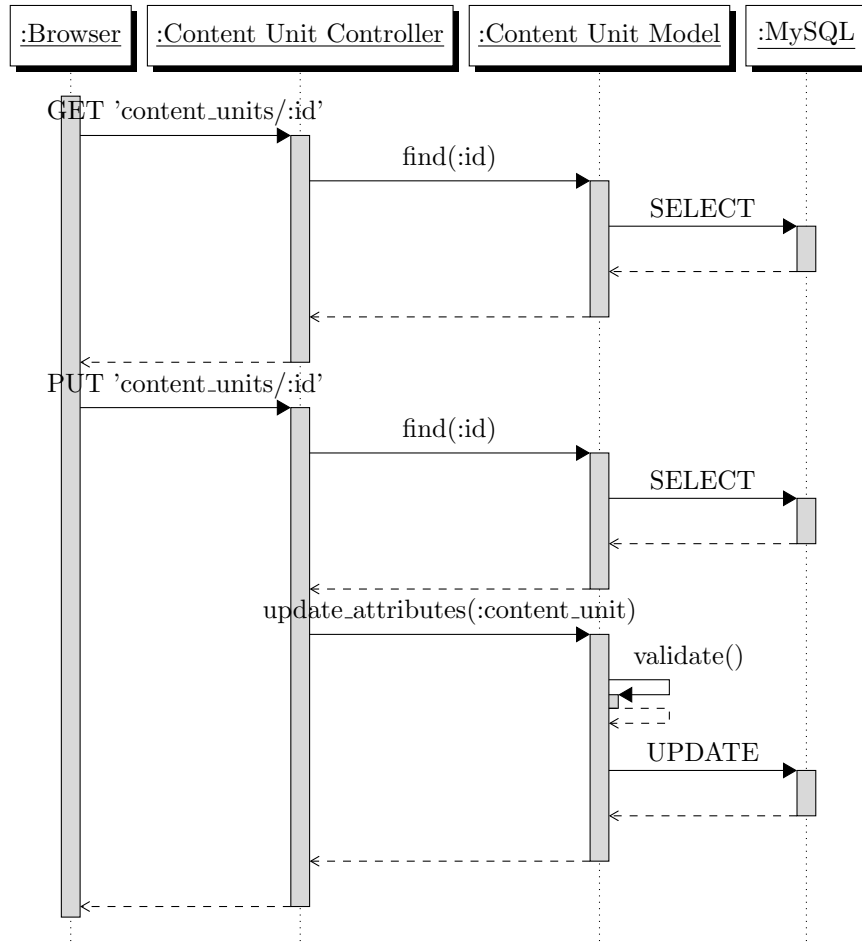 :Browser
:Content Unit Controller
:Content Unit Model
:MySQL
GET 'content_units/:id'
find(:id)
SELECT
PUT 'content_units/:id'
find(:id)
SELECT
update_attributes(:content_unit)
validate()
UPDATE